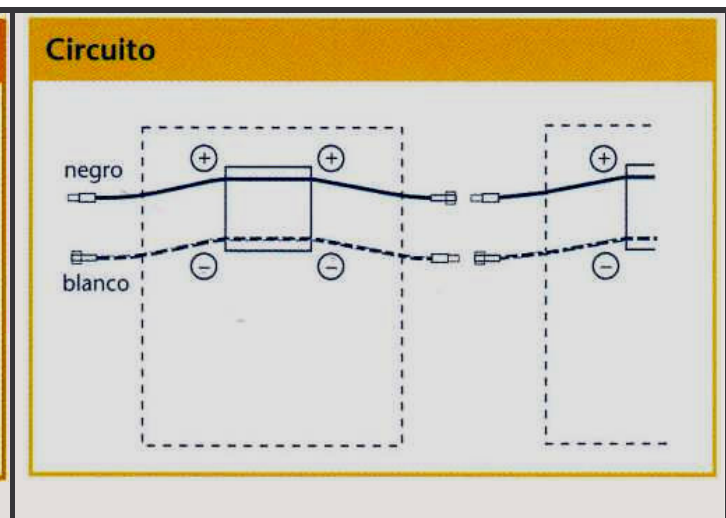 Circuito
+ + +
negro
blanco
− − −